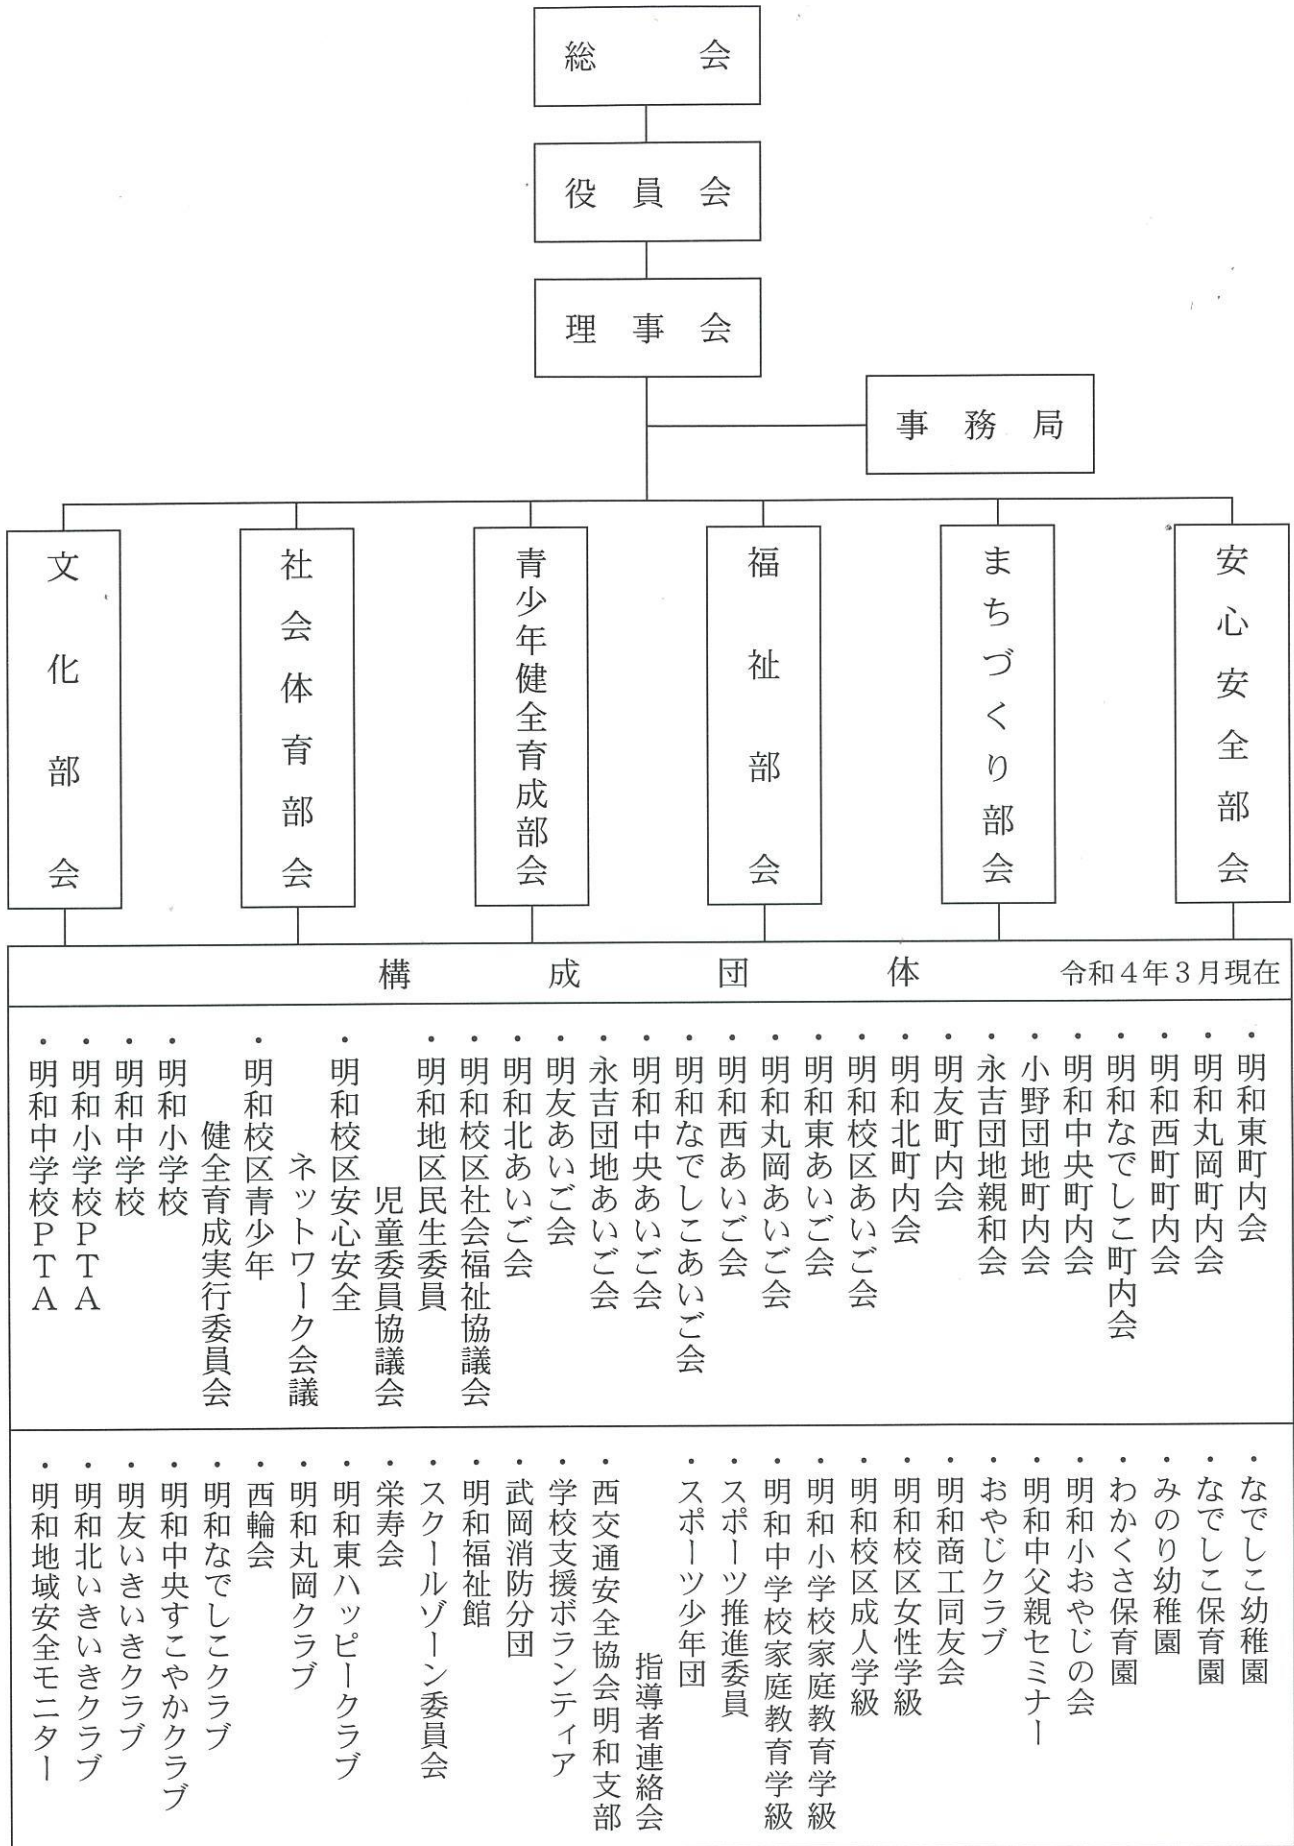 総会
役員会
理事会
事務局
安心安全部会
まちづくり部会
福祉部会
青少年健全育成部会
社会体育部会
文化部会
構成団体
令和4年3月現在
・明和東町内会
・明和丸岡町内会
・明和西町町内会
・明和なでしこ町内会
・明和中央町内会
・小野団地町内会
・永吉団地親和会
・明友町内会
・明和北町内会
・明和校区あいご会
・明和東あいご会
・明和丸岡あいご会
・明和西あいご会
・明和なでしこあいご会
・明和中央あいご会
・永吉団地あいご会
・明友あいご会
・明和北あいご会
・明和校区社会福祉協議会
・明和地区民生委員
児童委員協議会
・明和校区安心安全
ネットワーク会議
・明和校区青少年
健全育成実行委員会
・明和小学校
・明和中学校
・明和小学校PTA
・明和中学校PTA
・なでしこ幼稚園
・なでしこ保育園
・みのり幼稚園
・わかくさ保育園
・明和小おやじの会
・明和中父親セミナー
・おやじクラブ
・明和商工同友会
・明和校区女性学級
・明和校区成人学級
・明和小学校家庭教育学級
・明和中学校家庭教育学級
・スポーツ推進委員
・スポーツ少年団
指導者連絡会
・西交通安全協会明和支部
・学校支援ボランティア
・武岡消防分団
・明和福祉館
・スクールゾーン委員会
・栄寿会
・明和東ハッピークラブ
・明和丸岡クラブ
・西輪会
・明和なでしこクラブ
・明和中央すこやかクラブ
・明友いきいきクラブ
・明和北いきいきクラブ
・明和地域安全モニター